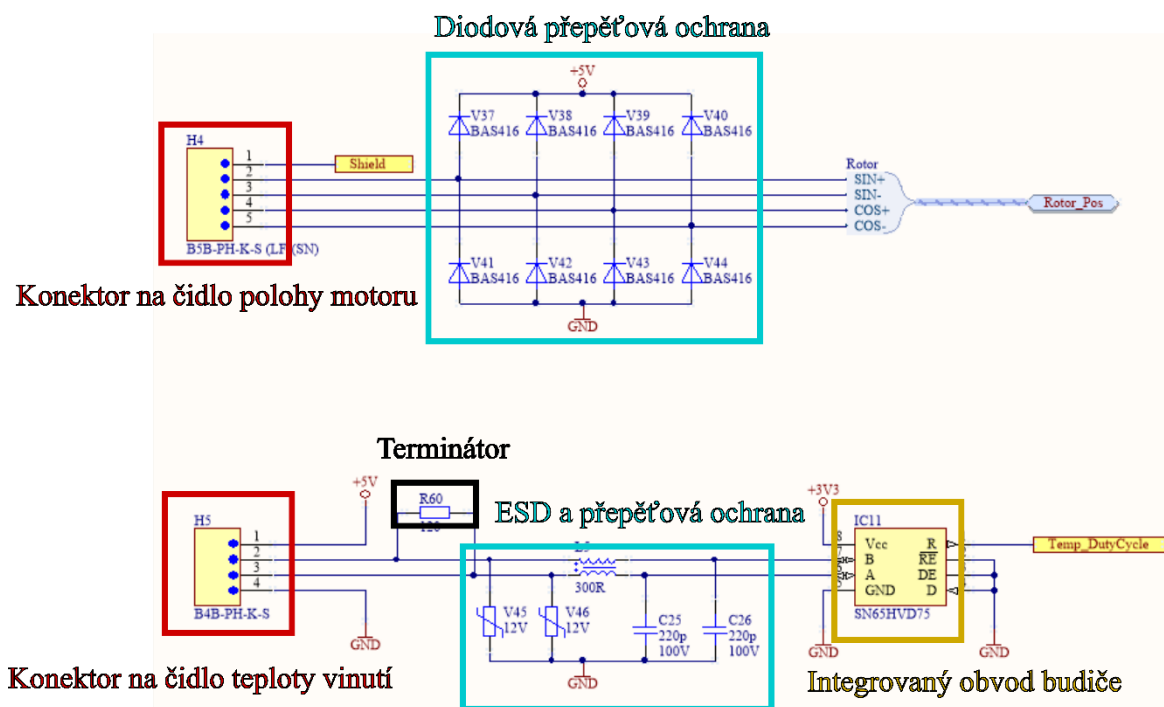 Diodová přepěťová ochrana
+5V
V37
BAS416
V38
BAS416
V39
BAS416
V40
BAS416
H4
1
2
3
4
5
Shield
B5B-PH-K-S (LF)(SN)
Rotor
SIN+
SIN-
COS+
COS-
Rotor_Pos
V41
BAS416
V42
BAS416
V43
BAS416
V44
BAS416
GND
Konektor na čidlo polohy motoru
Terminátor
+5V
R60
ESD a přepěťová ochrana
+3V3
H5
1
2
3
4
B4B-PH-K-S
GND
300R
V45
12V
V46
12V
C25
220p
100V
C26
220p
100V
GND
IC11
Vcc
B
A
GND
R
RE
DE
D
SN65HVD75
Temp_DutyCycle
GND
GND
Konektor na čidlo teploty vinutí
Integrovaný obvod budiče